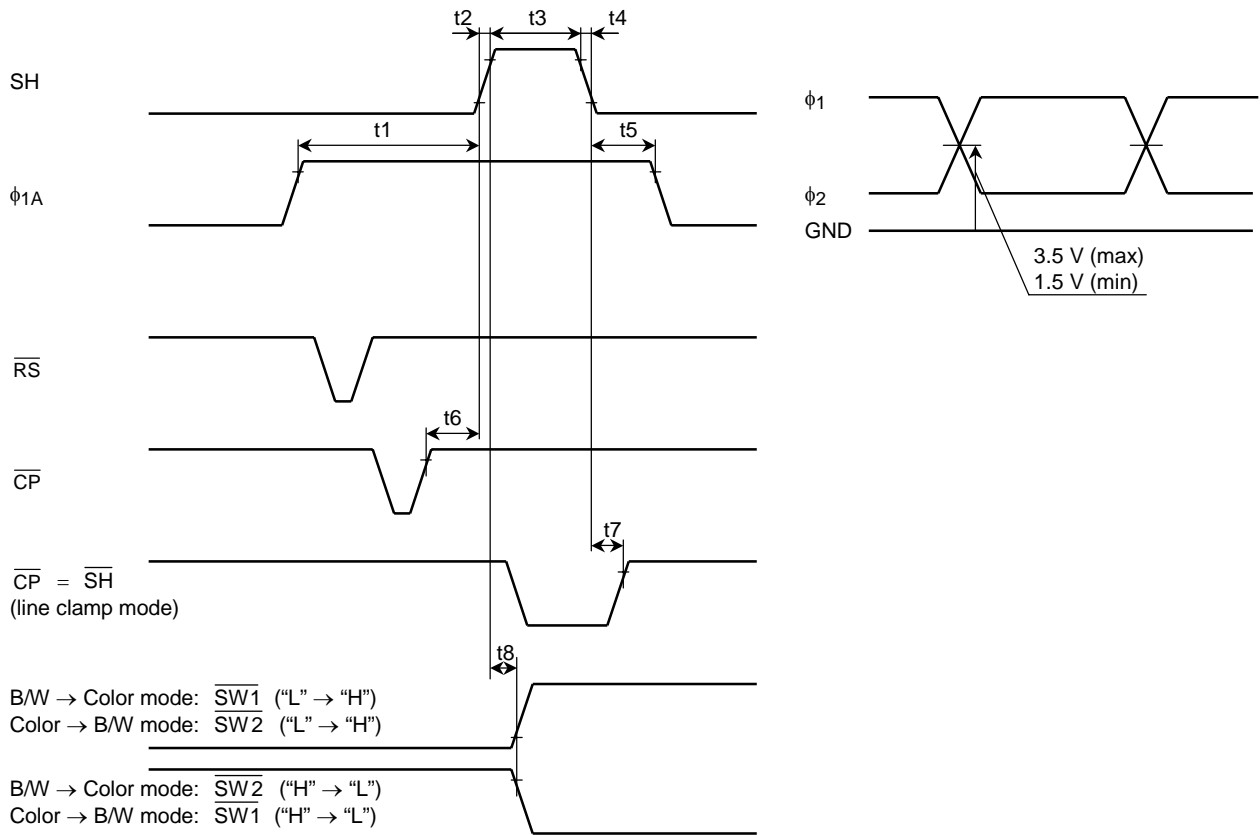 t2 t3 t4
SH
t1 t5
ϕ1A
ϕ1
ϕ2
GND
3.5 V (max)
1.5 V (min)
RS
t6
CP
t7
CP = SH
(line clamp mode)
t8
B/W → Color mode: SW1 (“L” → “H”)
Color → B/W mode: SW2 (“L” → “H”)
B/W → Color mode: SW2 (“H” → “L”)
Color → B/W mode: SW1 (“H” → “L”)